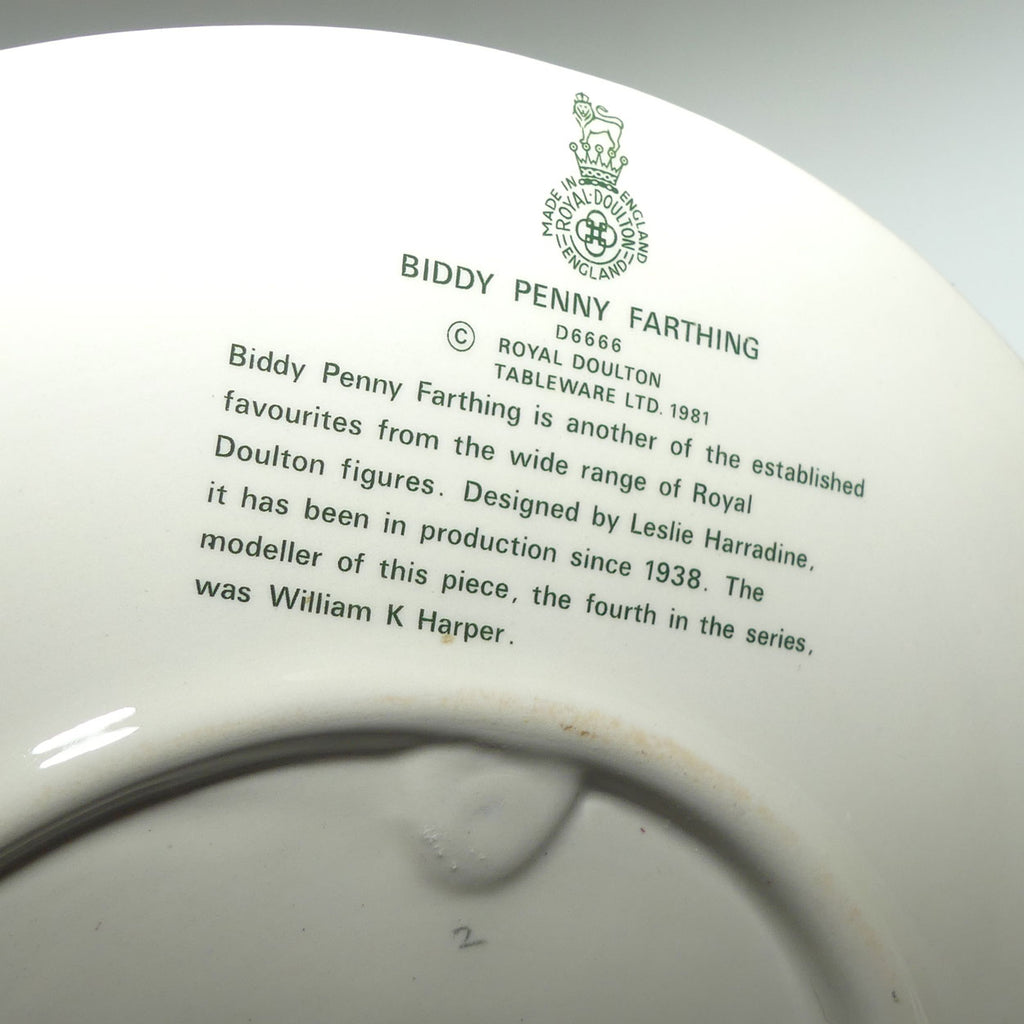 MADE IN ENGLAND
ROYAL·DOULTON
ENGLAND
BIDDY PENNY FARTHING
D6666
© ROYAL DOULTON
TABLEWARE LTD. 1981
Biddy Penny Farthing is another of the established
favourites from the wide range of Royal
Doulton figures. Designed by Leslie Harradine,
it has been in production since 1938. The
modeller of this piece, the fourth in the series,
was William K Harper.
2